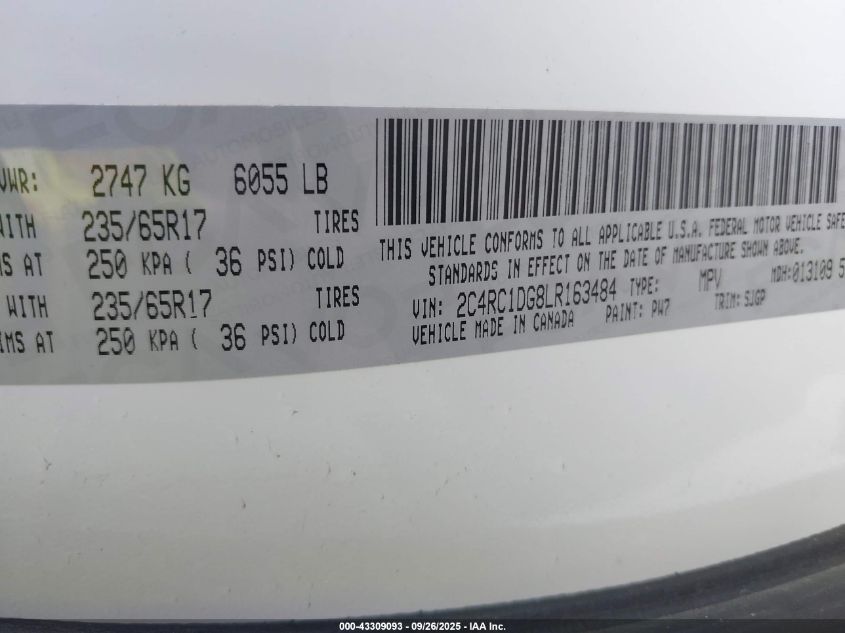 VWR: 2747 KG 6055 LB
WITH 235/65R17 TIRES
MS AT 250 KPA ( 36 PSI) COLD
WITH 235/65R17 TIRES
IMS AT 250 KPA ( 36 PSI) COLD
THIS VEHICLE CONFORMS TO ALL APPLICABLE U.S.A. FEDERAL MOTOR VEHICLE SAFE
STANDARDS IN EFFECT ON THE DATE OF MANUFACTURE SHOWN ABOVE.
VIN: 2C4RC1DG8LR163484 TYPE: MPV MDH:013109 5
VEHICLE MADE IN CANADA PAINT: PW7 TRIM: SJGP
000-43309093 - 09/26/2025 - IAA Inc.